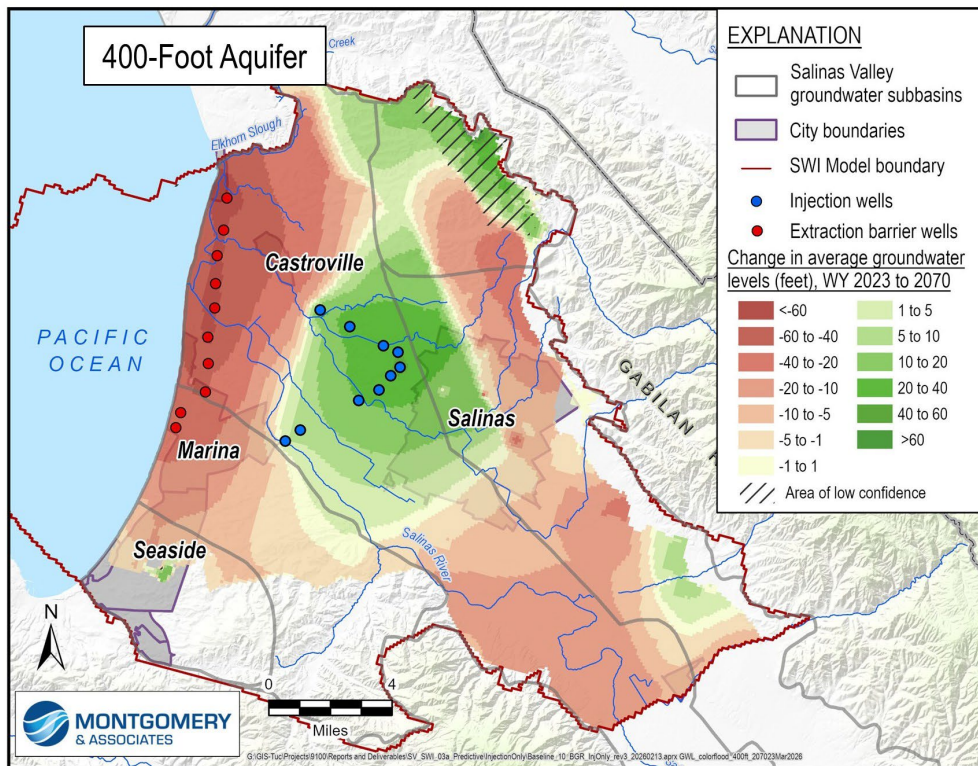 400-Foot Aquifer
Creek
Elkhorn Slough
Castroville
PACIFIC
OCEAN
Salinas
Marina
GABILAN
Seaside
Salinas River
N
0 4
Miles
MONTGOMERY
& ASSOCIATES
EXPLANATION
Salinas Valley
groundwater subbasins
City boundaries
SWI Model boundary
Injection wells
Extraction barrier wells
Change in average groundwater
levels (feet), WY 2023 to 2070
<-60
-60 to -40
-40 to -20
-20 to -10
-10 to -5
-5 to -1
-1 to 1
1 to 5
5 to 10
10 to 20
20 to 40
40 to 60
>60
Area of low confidence